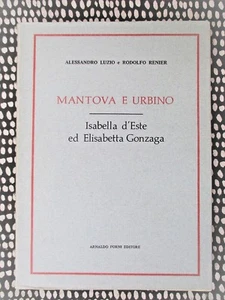 ALESSANDRO LUZIO e RODOLFO RENIER
MANTOVA E URBINO
Isabella d'Este
ed Elisabetta Gonzaga
ARNALDO FORNI EDITORE